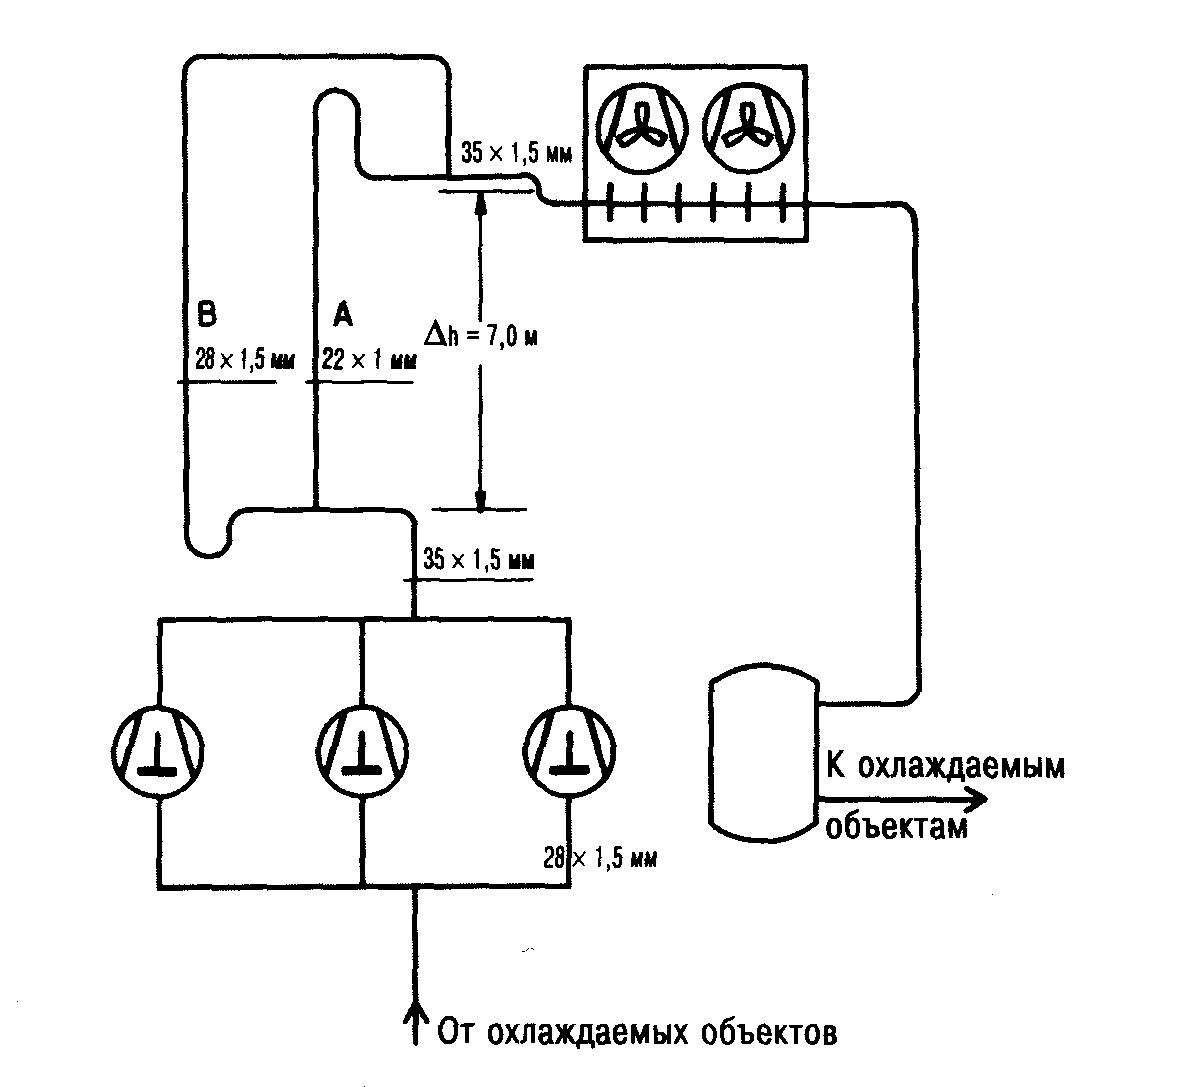 35 × 1,5 мм
B
A
Δh = 7,0 м
28 × 1,5 мм
22 × 1 мм
35 × 1,5 мм
К охлаждаемым
объектам
28 × 1,5 мм
От охлаждаемых объектов